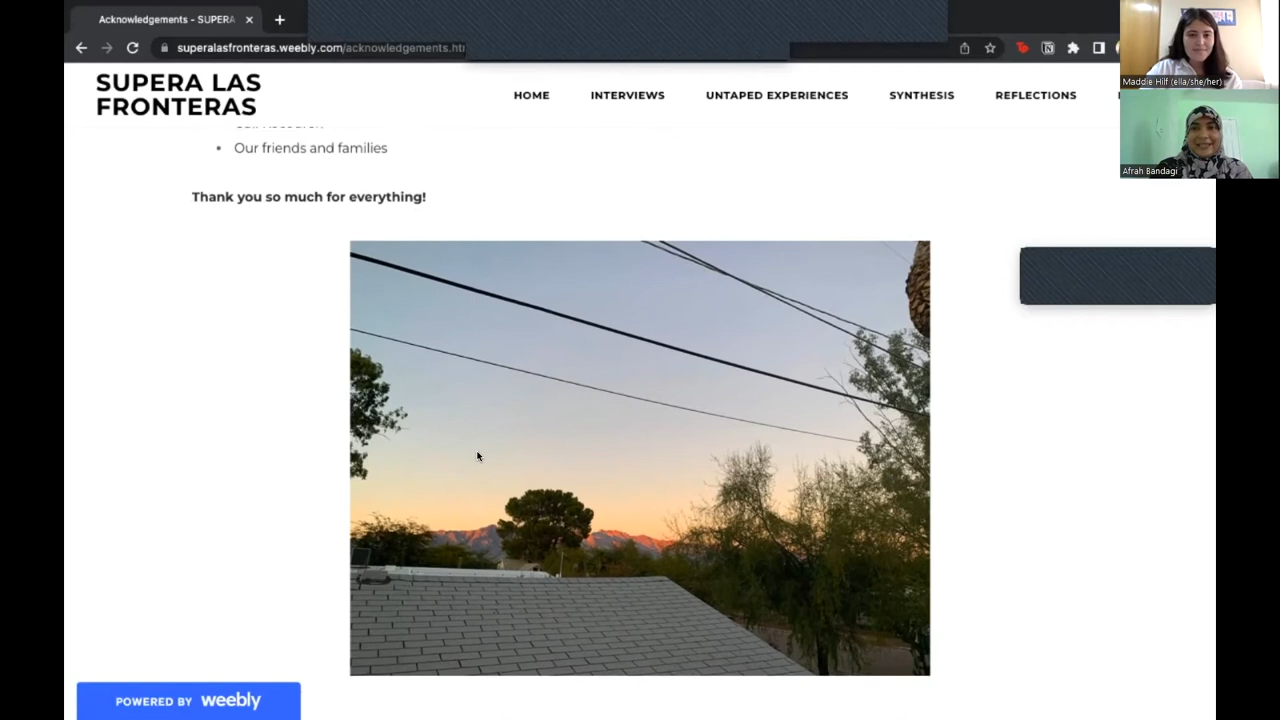 Acknowledgements - SUPERA
superalasfronteras.weebly.com/acknowledgements.ht
SUPERA LAS
FRONTERAS
HOME INTERVIEWS UNTAPED EXPERIENCES SYNTHESIS REFLECTIONS
• Our friends and families
Thank you so much for everything!
POWERED BY weebly
Maddie Hilf (ella/she/her)
Afrah Bandagi